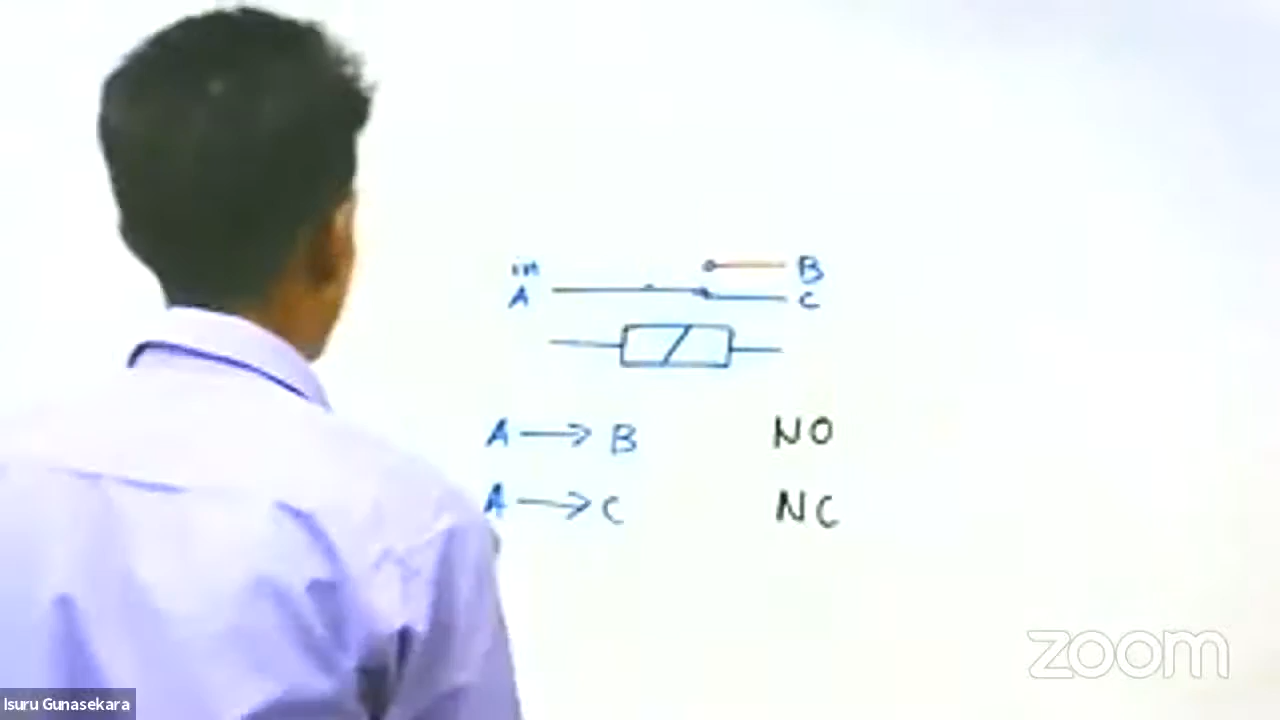 in
B
A
C
A → B NO
A → C NC
zoom
Isuru Gunasekara